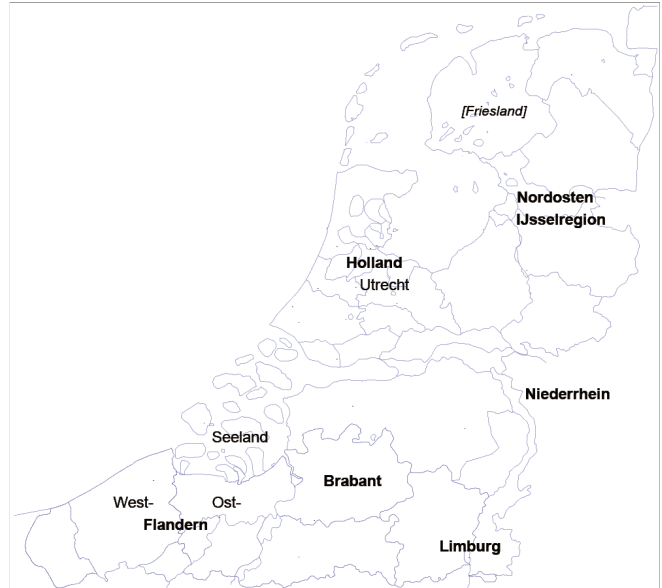 [Friesland]
Nordosten
IJsselregion
Holland
Utrecht
Niederrhein
Seeland
Brabant
West- Ost-
Flandern
Limburg